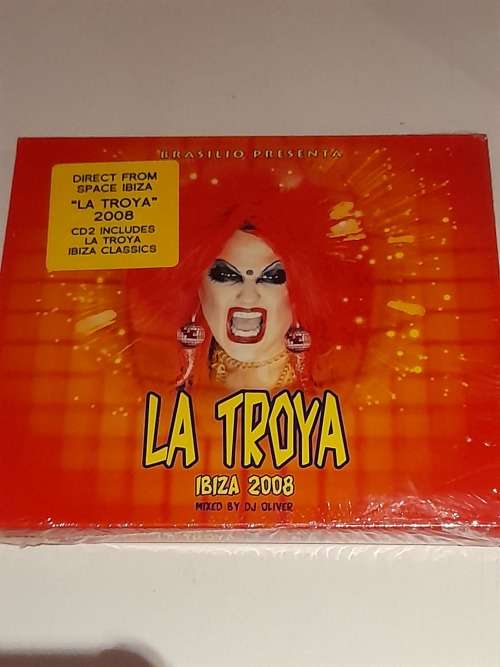 BRASILIO PRESENTA
DIRECT FROM
SPACE IBIZA
"LA TROYA"
2008
CD2 INCLUDES
LA TROYA
IBIZA CLASSICS
LA TROYA
IBIZA 2008
MIXED BY DJ OLIVER